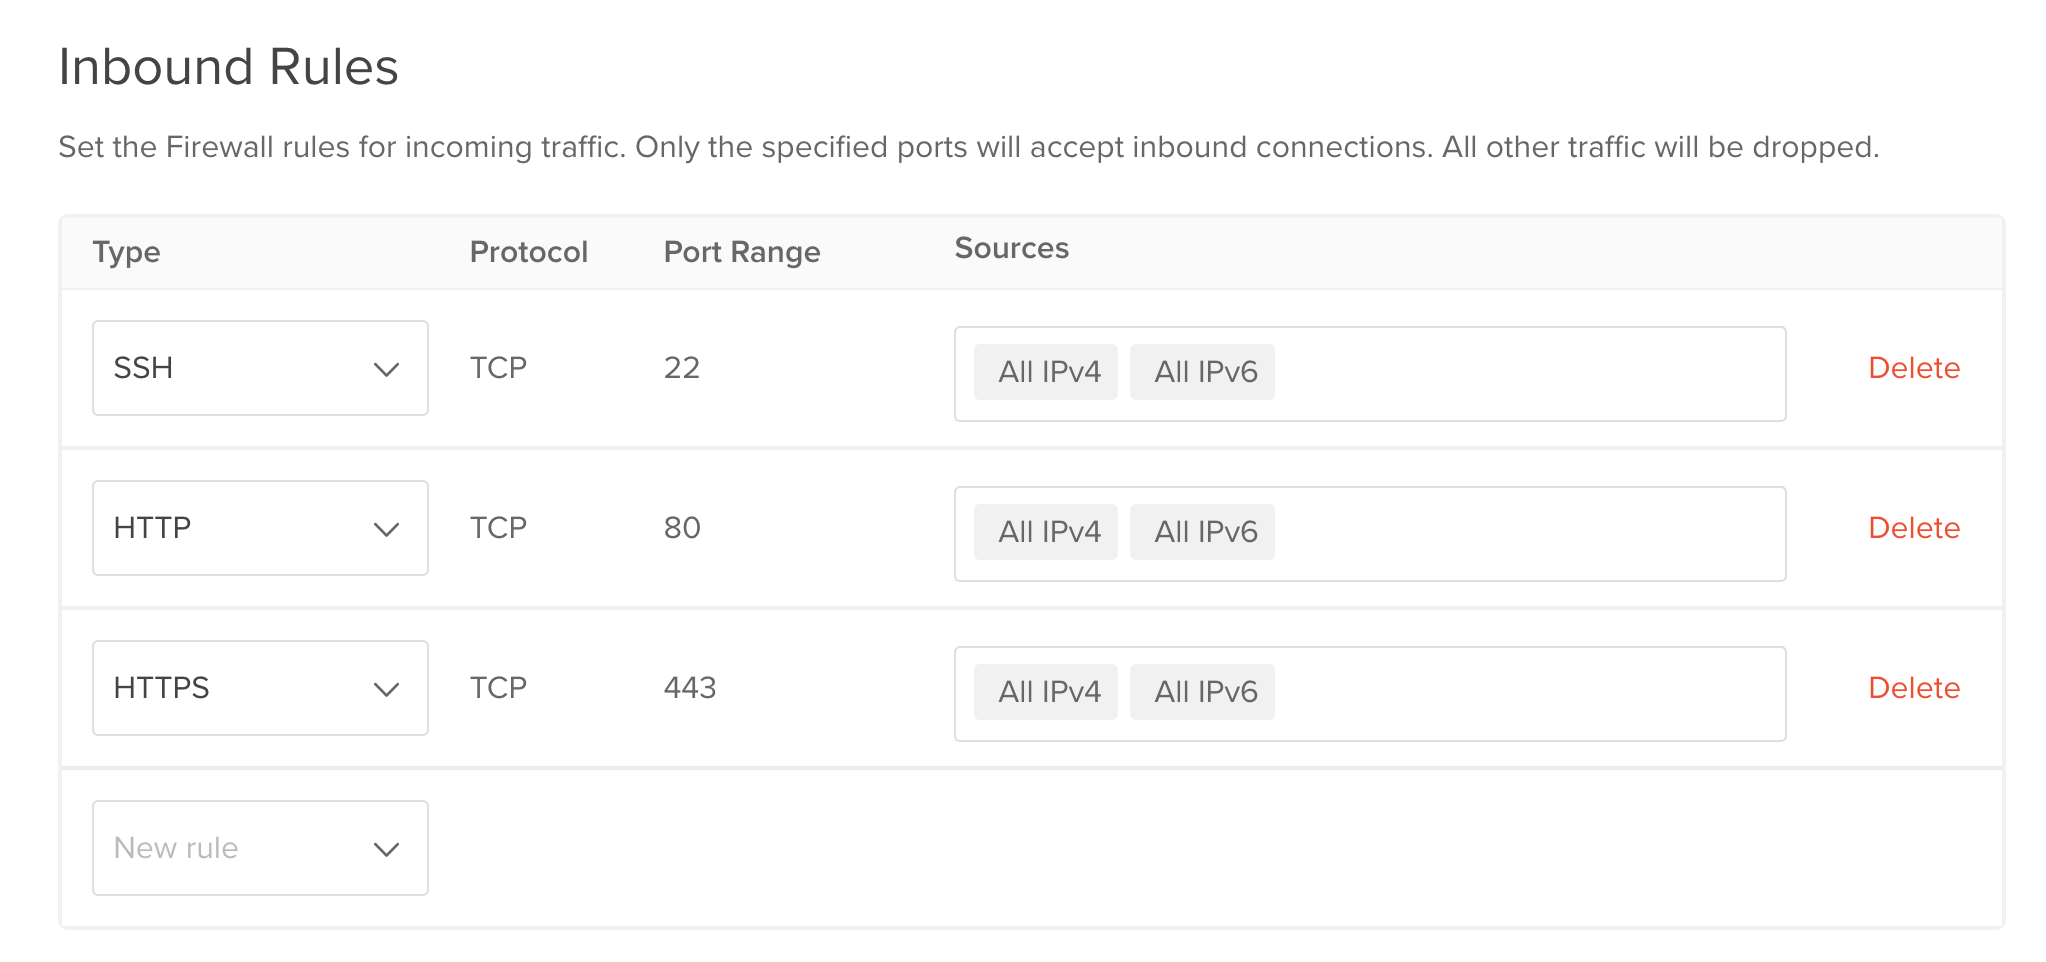 Inbound Rules
Set the Firewall rules for incoming traffic. Only the specified ports will accept inbound connections. All other traffic will be dropped.
Type Protocol Port Range Sources
SSH TCP 22 All IPv4 All IPv6 Delete
HTTP TCP 80 All IPv4 All IPv6 Delete
HTTPS TCP 443 All IPv4 All IPv6 Delete
New rule